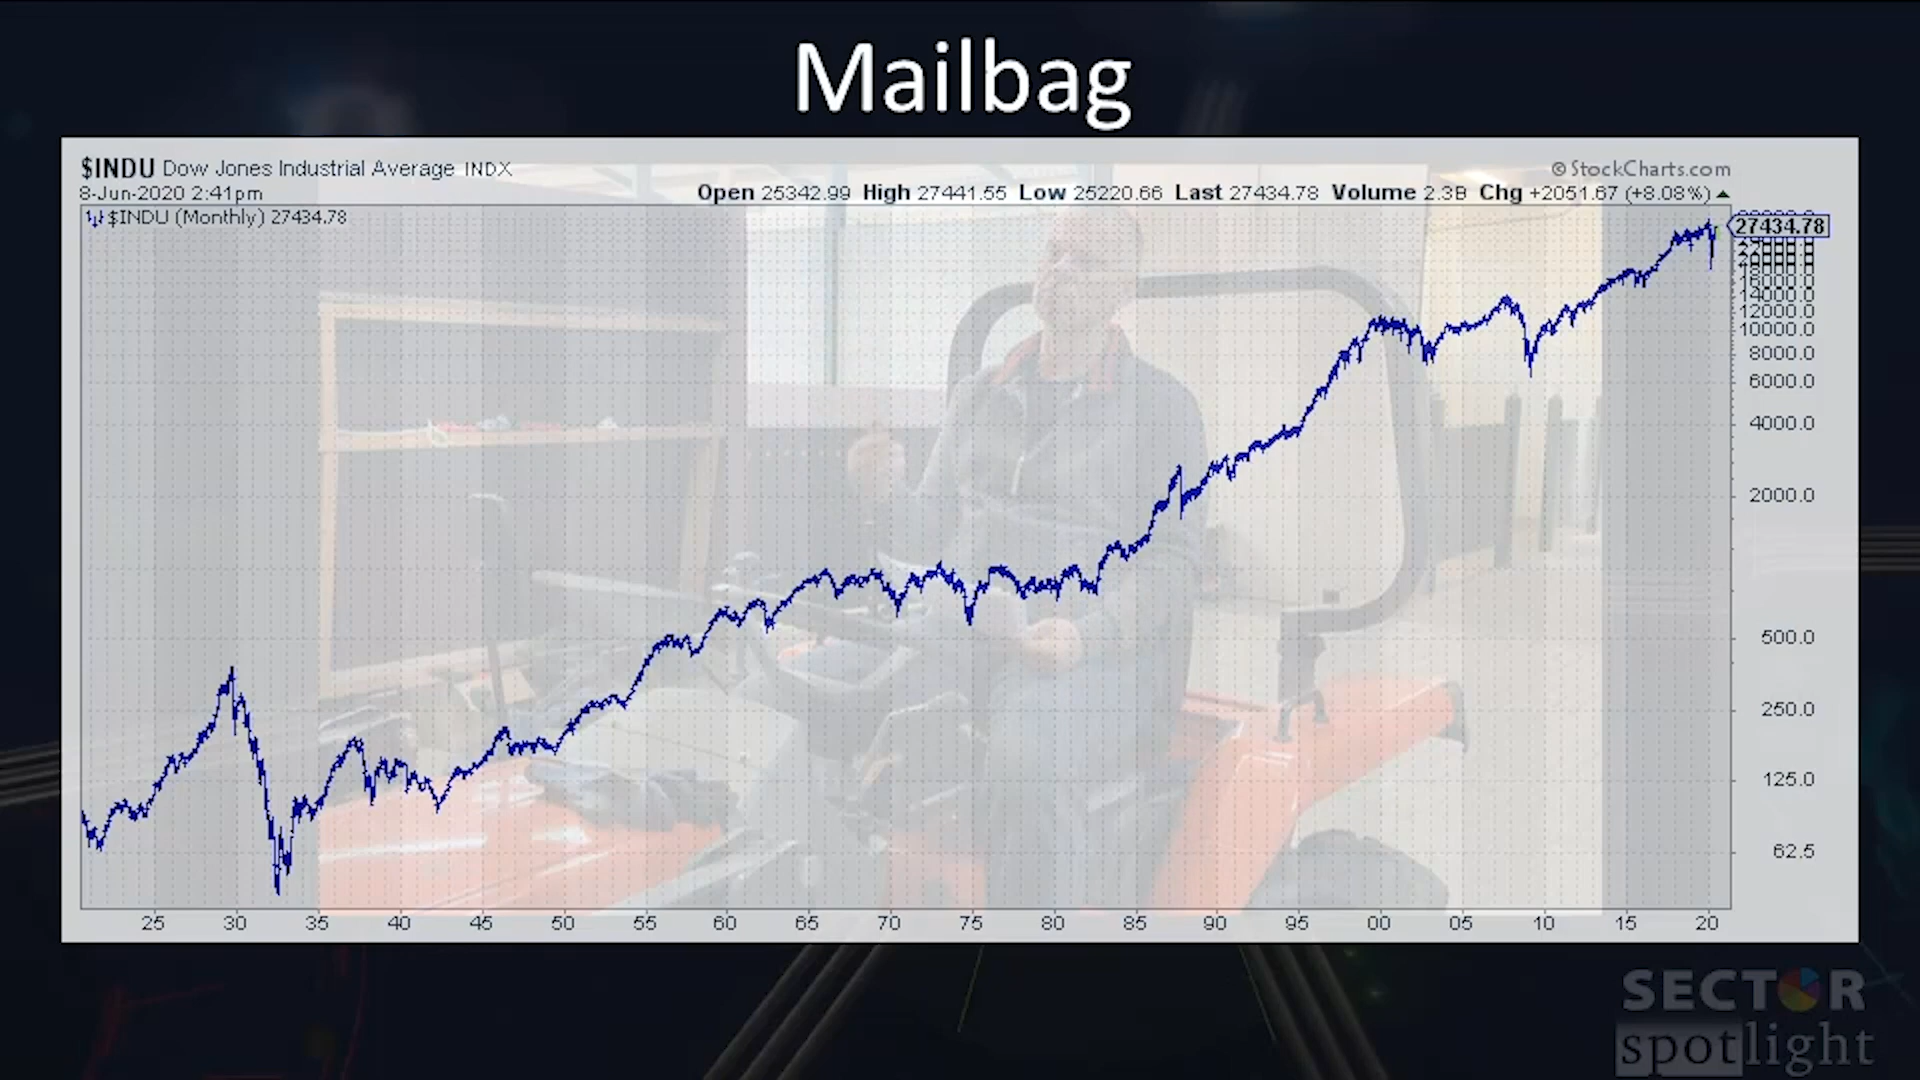 Mailbag
$INDU Dow Jones Industrial Average INDX
© StockCharts.com
8-Jun-2020 2:41pm
Open 25342.99 High 27441.55 Low 25220.66 Last 27434.78 Volume 2.3B Chg +2051.67 (+8.08%)
$INDU (Monthly) 27434.78
27434.78
22000.0
18000.0
16000.0
14000.0
12000.0
10000.0
8000.0
6000.0
4000.0
2000.0
500.0
250.0
125.0
62.5
25 30 35 40 45 50 55 60 65 70 75 80 85 90 95 00 05 10 15 20
SECTOR
spotlight